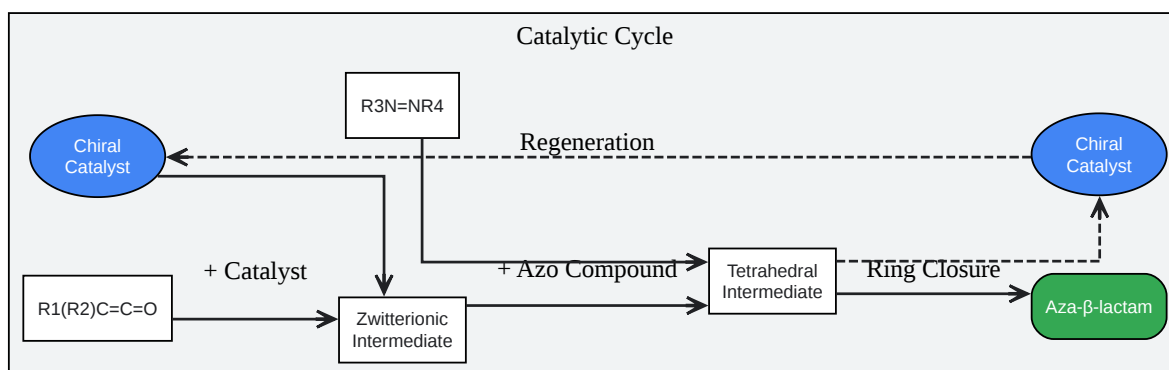 Catalytic Cycle
R3N=NR4
Chiral
Catalyst
Regeneration
Chiral
Catalyst
+ Catalyst
+ Azo Compound
Tetrahedral
Intermediate
Ring Closure
R1(R2)C=C=O
Zwitterionic
Intermediate
Aza-β-lactam